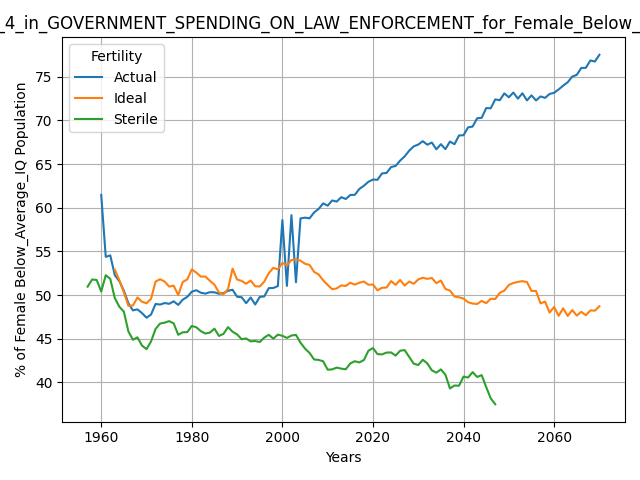 _4_in_GOVERNMENT_SPENDING_ON_LAW_ENFORCEMENT_for_Female_Below_
Fertility
Actual
Ideal
Sterile
% of Female Below_Average_IQ Population
75
70
65
60
55
50
45
40
1960
1980
2000
2020
2040
2060
Years